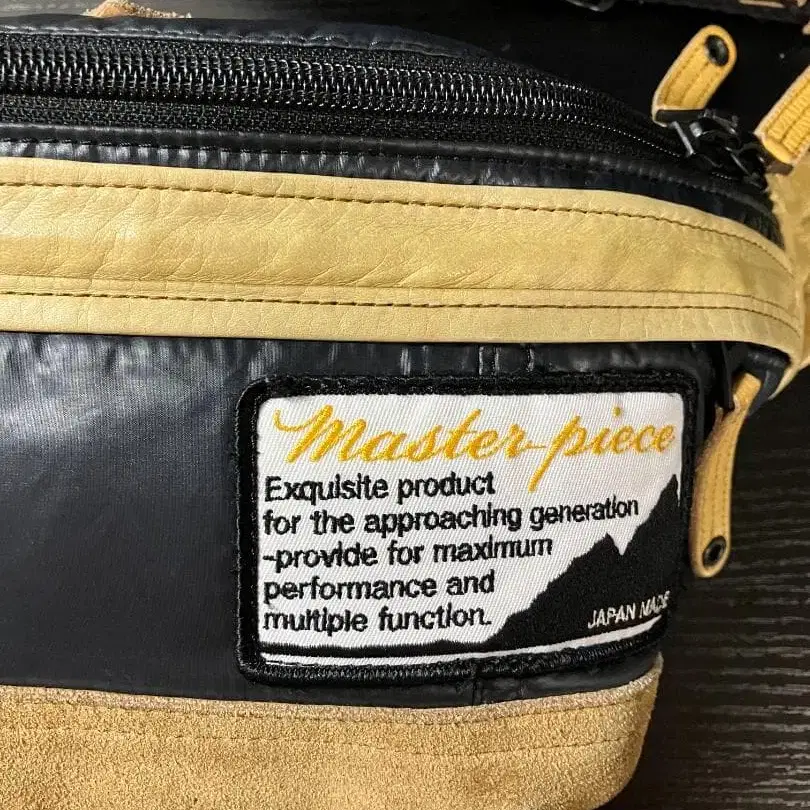 Master-piece
Exquisite product
for the approaching generation
-provide for maximum
performance and
multiple function.
JAPAN MADE